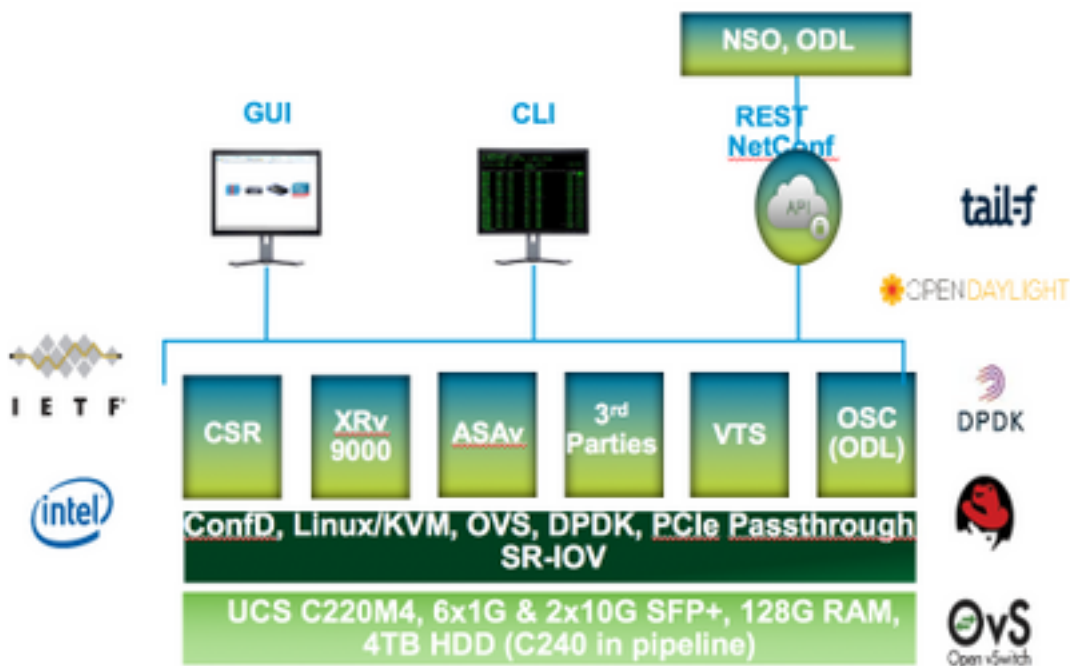 NSO, ODL
GUI
CLI
REST
NetConf
API
tail-f
OPENDAYLIGHT
IETF
CSR
XRv
9000
ASAv
3rd
Parties
VTS
OSC
(ODL)
DPDK
intel
ConfD, Linux/KVM, OVS, DPDK, PCIe Passthrough
SR-IOV
UCS C220M4, 6x1G & 2x10G SFP+, 128G RAM,
4TB HDD (C240 in pipeline)
OvS
Open vSwitch